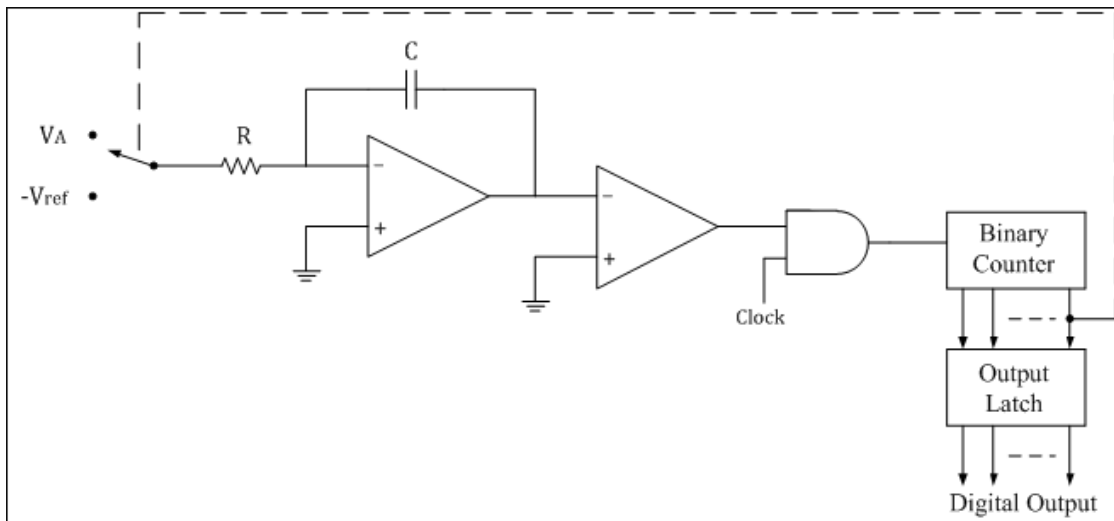 C
VA
R
-Vref
−
+
−
+
Clock
Binary
Counter
Output
Latch
Digital Output